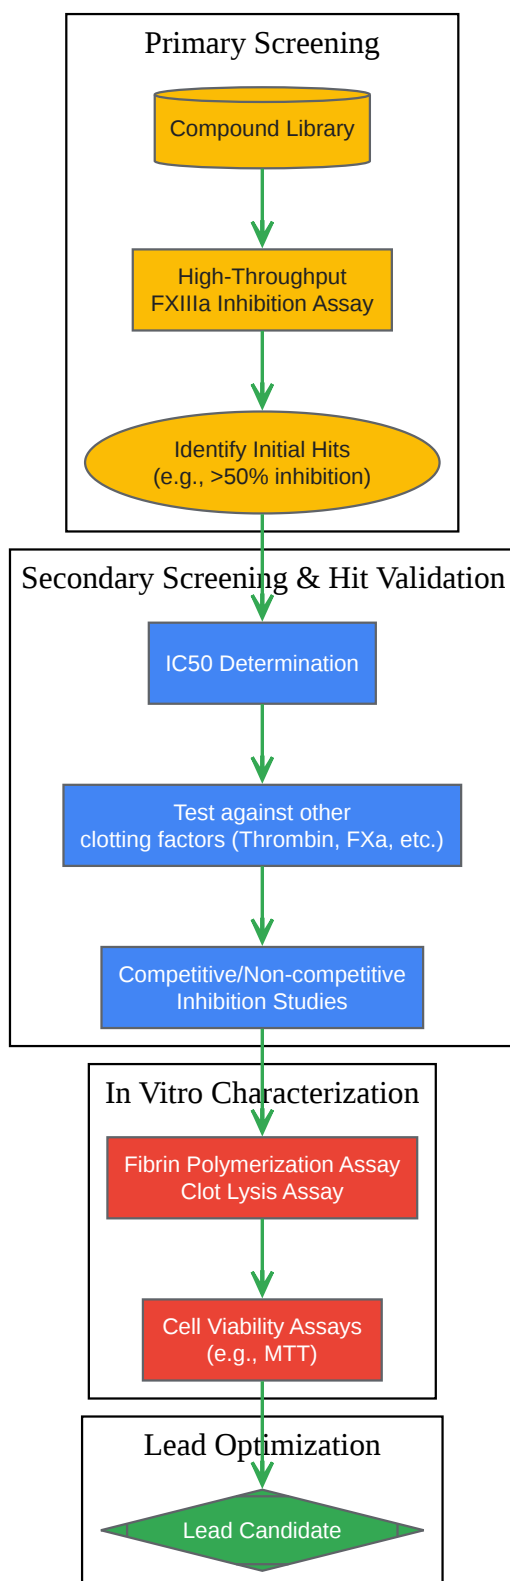 Primary Screening
Compound Library
High-Throughput
FXIIIa Inhibition Assay
Identify Initial Hits
(e.g., >50% inhibition)
Secondary Screening & Hit Validation
IC50 Determination
Test against other
clotting factors (Thrombin, FXa, etc.)
Competitive/Non-competitive
Inhibition Studies
In Vitro Characterization
Fibrin Polymerization Assay
Clot Lysis Assay
Cell Viability Assays
(e.g., MTT)
Lead Optimization
Lead Candidate